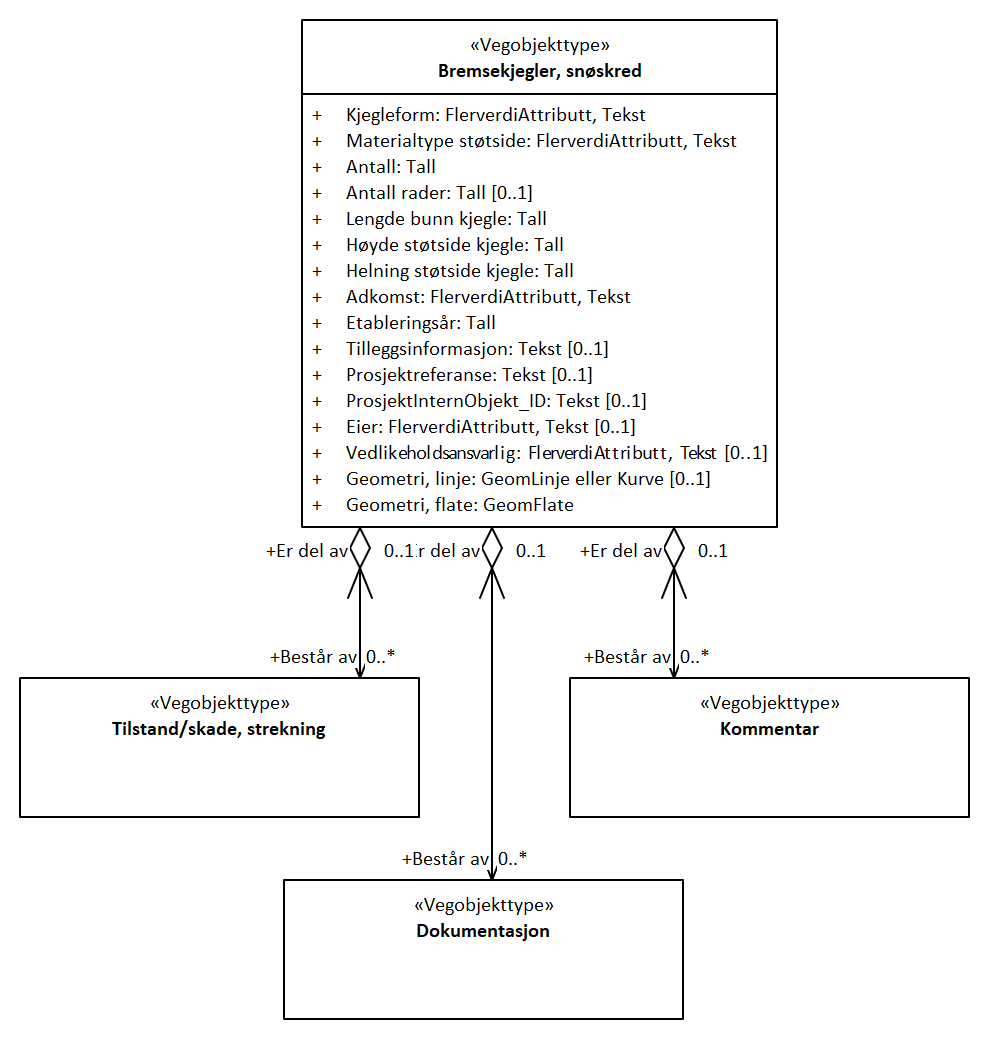 «Vegobjekttype»
Bremsekjegler, snøskred
+ Kjegleform: FlerverdiAttributt, Tekst
+ Materialtype støtside: FlerverdiAttributt, Tekst
+ Antall: Tall
+ Antall rader: Tall [0..1]
+ Lengde bunn kjegle: Tall
+ Høyde støtside kjegle: Tall
+ Helning støtside kjegle: Tall
+ Adkomst: FlerverdiAttributt, Tekst
+ Etableringsår: Tall
+ Tilleggsinformasjon: Tekst [0..1]
+ Prosjektreferanse: Tekst [0..1]
+ ProsjektInternObjekt_ID: Tekst [0..1]
+ Eier: FlerverdiAttributt, Tekst [0..1]
+ Vedlikeholdsansvarlig: FlerverdiAttributt, Tekst [0..1]
+ Geometri, linje: GeomLinje eller Kurve [0..1]
+ Geometri, flate: GeomFlate
+Er del av 0..1 r del av 0..1 +Er del av 0..1
+Består av 0..* +Består av 0..*
«Vegobjekttype»
Tilstand/skade, strekning
«Vegobjekttype»
Kommentar
+Består av 0..*
«Vegobjekttype»
Dokumentasjon